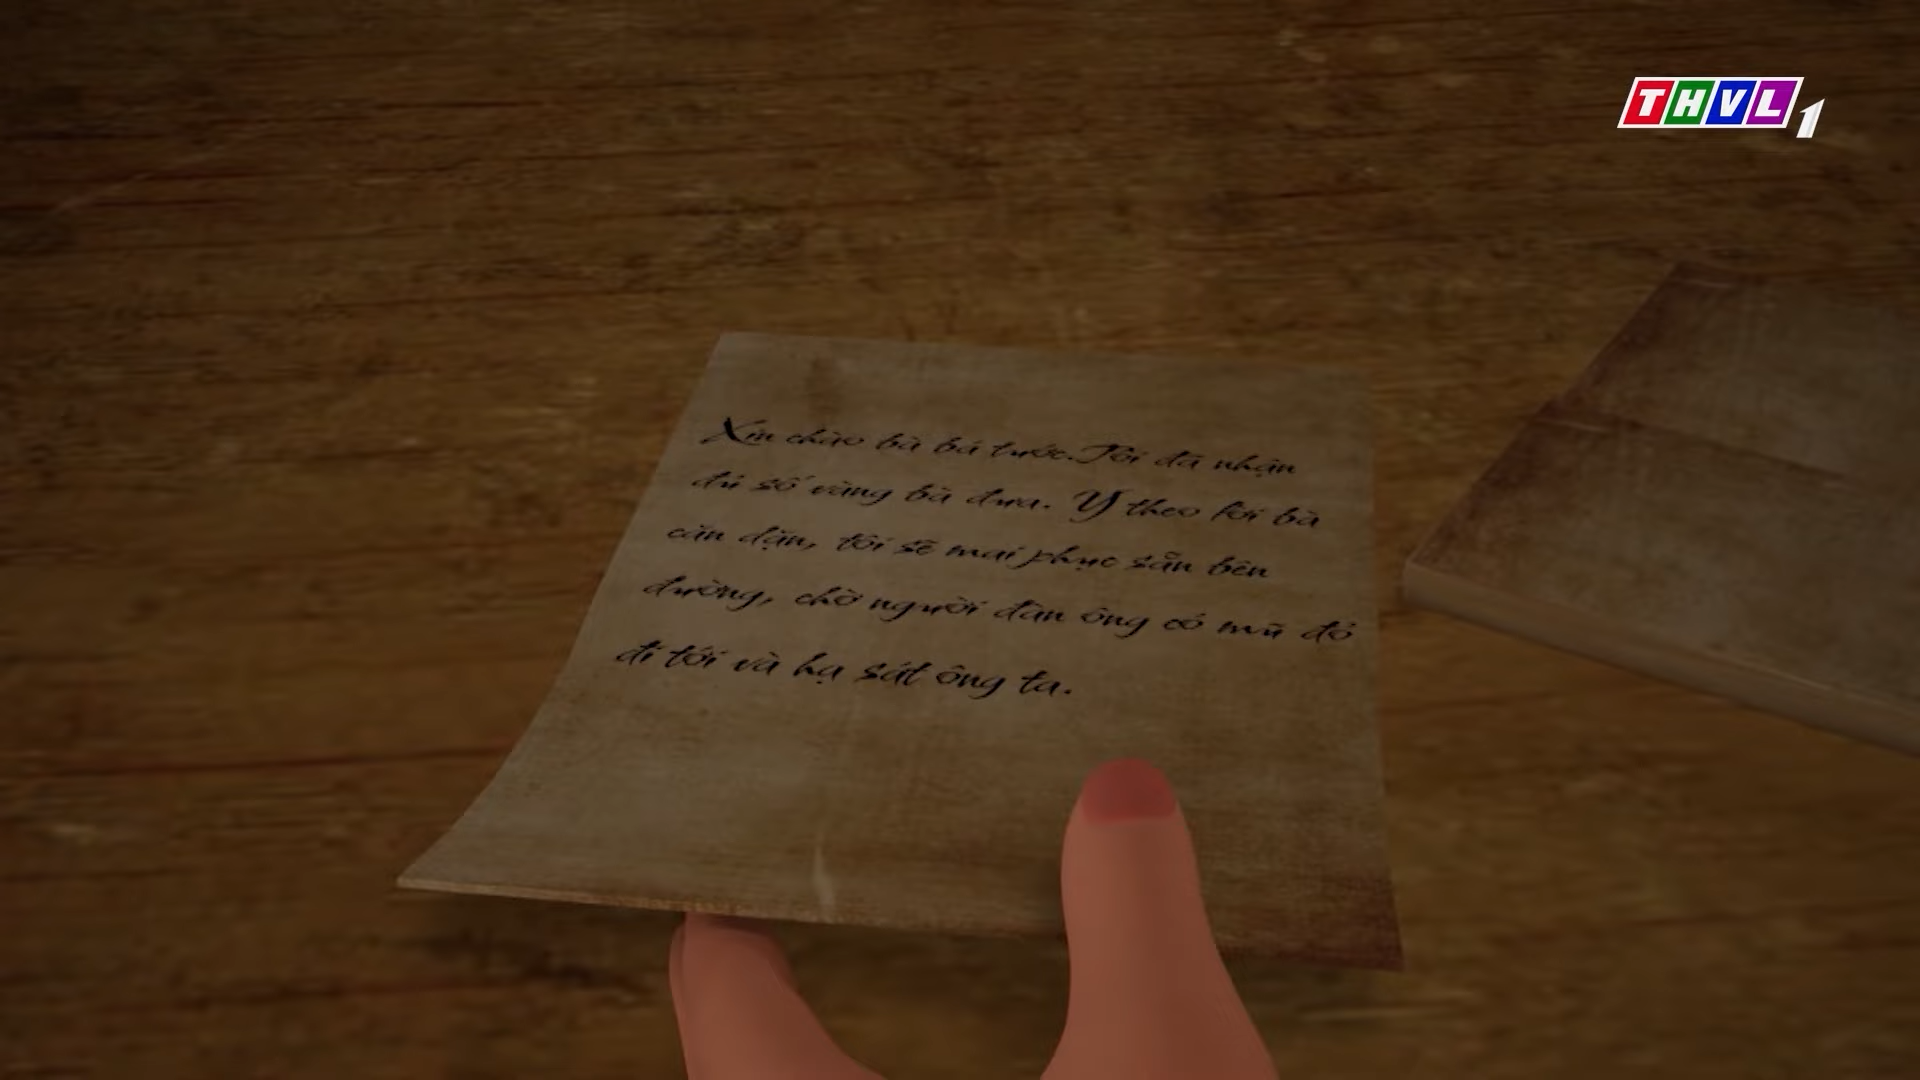 THVL1
Xin chào bà bá tước. Tôi đã nhận
đủ số vàng bà đưa. Y theo lời bà
căn dặn, tôi sẽ mai phục sẵn bên
đường, chờ người đàn ông có mũ đỏ
đi tới và hạ sát ông ta.